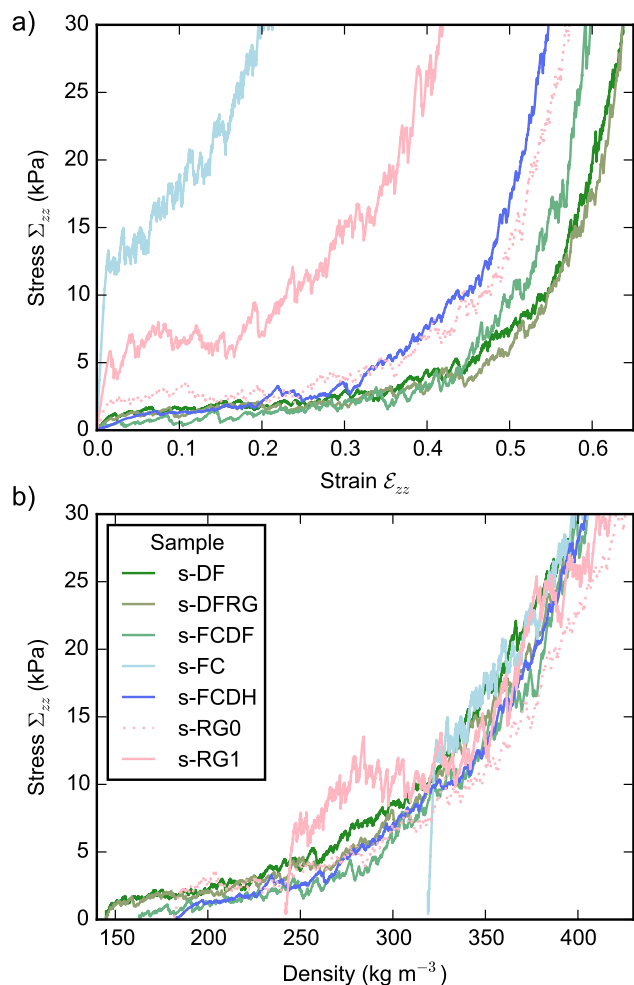 a)
30
25
20
15
10
5
0
Stress Σzz (kPa)
0.0 0.1 0.2 0.3 0.4 0.5 0.6
Strain ℰzz
b)
30
25
20
15
10
5
0
Stress Σzz (kPa)
Sample
s-DF
s-DFRG
s-FCDF
s-FC
s-FCDH
s-RG0
s-RG1
150 200 250 300 350 400
Density (kg m⁻³)